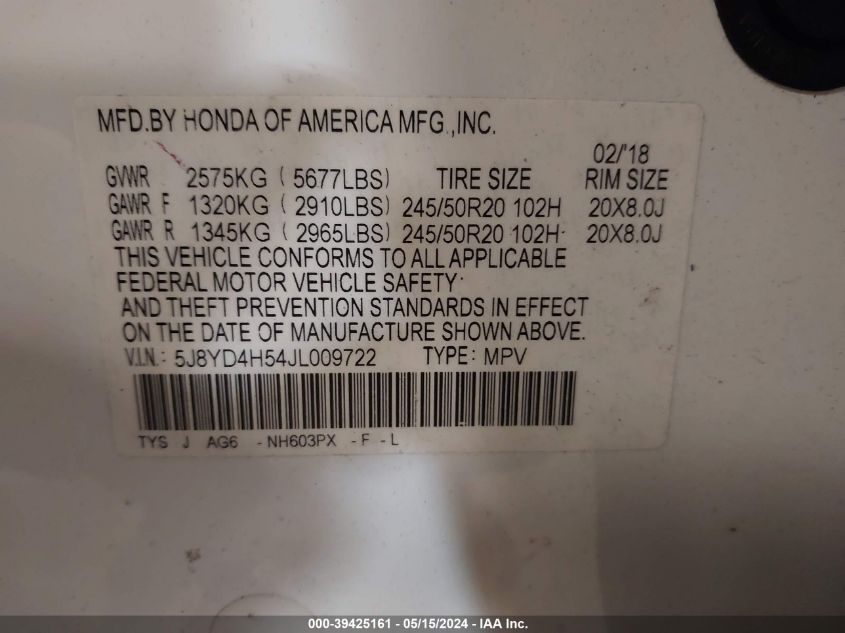 MFD.BY HONDA OF AMERICA MFG.,INC.
02/'18
GVWR 2575KG ( 5677LBS) TIRE SIZE RIM SIZE
GAWR F 1320KG ( 2910LBS) 245/50R20 102H 20X8.0J
GAWR R 1345KG ( 2965LBS) 245/50R20 102H 20X8.0J
THIS VEHICLE CONFORMS TO ALL APPLICABLE
FEDERAL MOTOR VEHICLE SAFETY
AND THEFT PREVENTION STANDARDS IN EFFECT
ON THE DATE OF MANUFACTURE SHOWN ABOVE.
V.I.N.: 5J8YD4H54JL009722 TYPE: MPV
TYS J AG6 -NH603PX -F -L
000-39425161 - 05/15/2024 - IAA Inc.